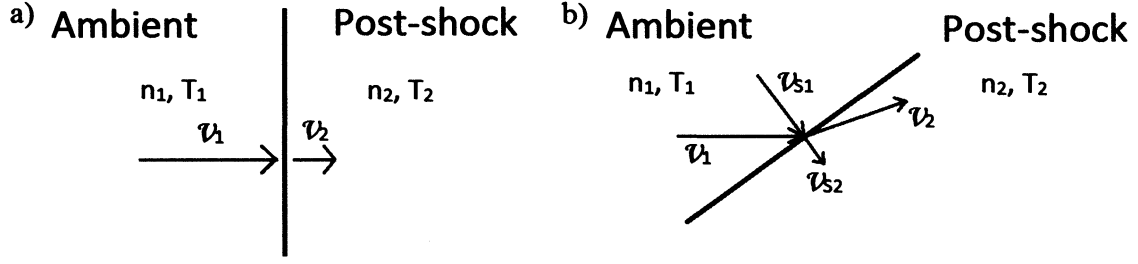 a) Ambient Post-shock
n₁, T₁ n₂, T₂
𝓋₁ 𝓋₂
b) Ambient Post-shock
n₁, T₁ n₂, T₂
𝓋S1
𝓋₁ 𝓋₂
𝓋S2